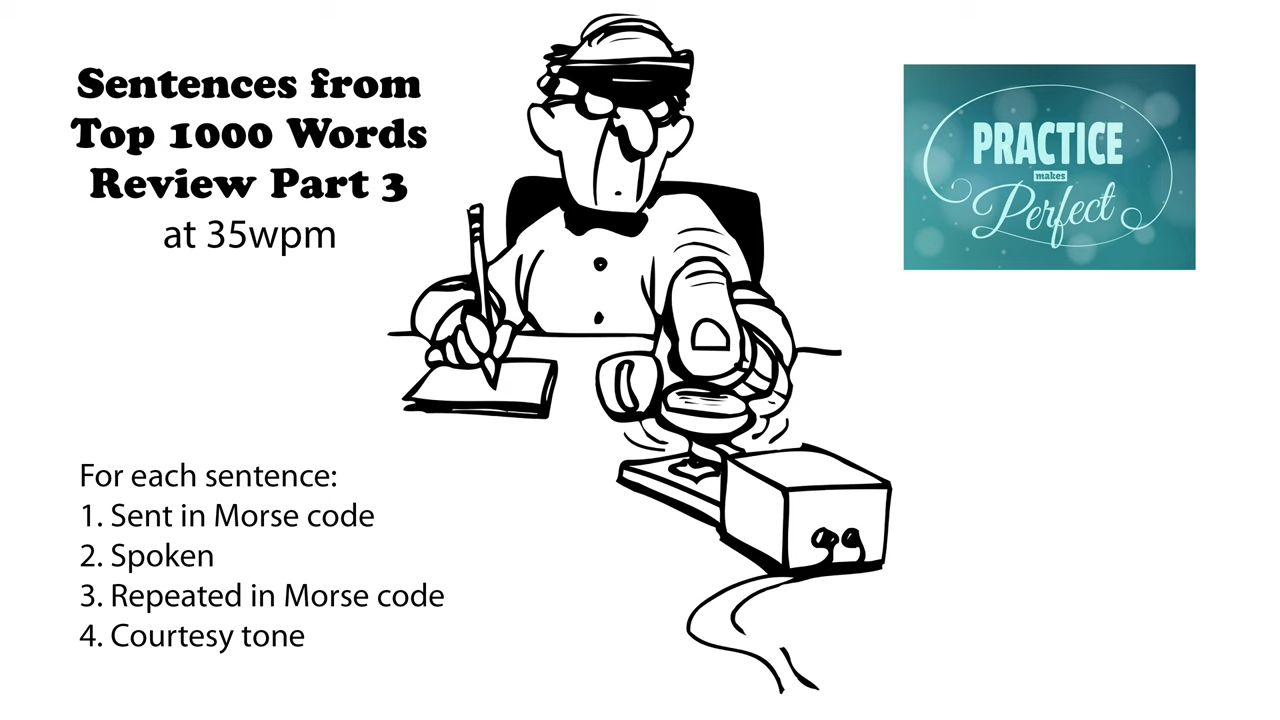 Sentences from
Top 1000 Words
Review Part 3
at 35wpm
PRACTICE
makes
Perfect
For each sentence:
1. Sent in Morse code
2. Spoken
3. Repeated in Morse code
4. Courtesy tone